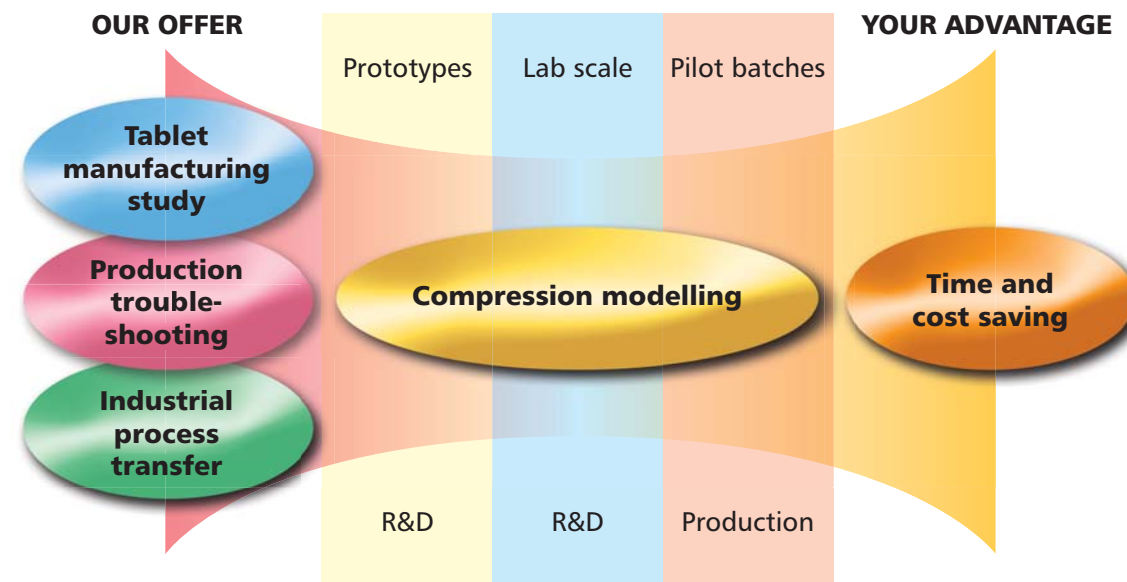 OUR OFFER
YOUR ADVANTAGE
Prototypes
Lab scale
Pilot batches
Tablet
manufacturing
study
Production
trouble-
shooting
Industrial
process
transfer
Compression modelling
Time and
cost saving
R&D
R&D
Production